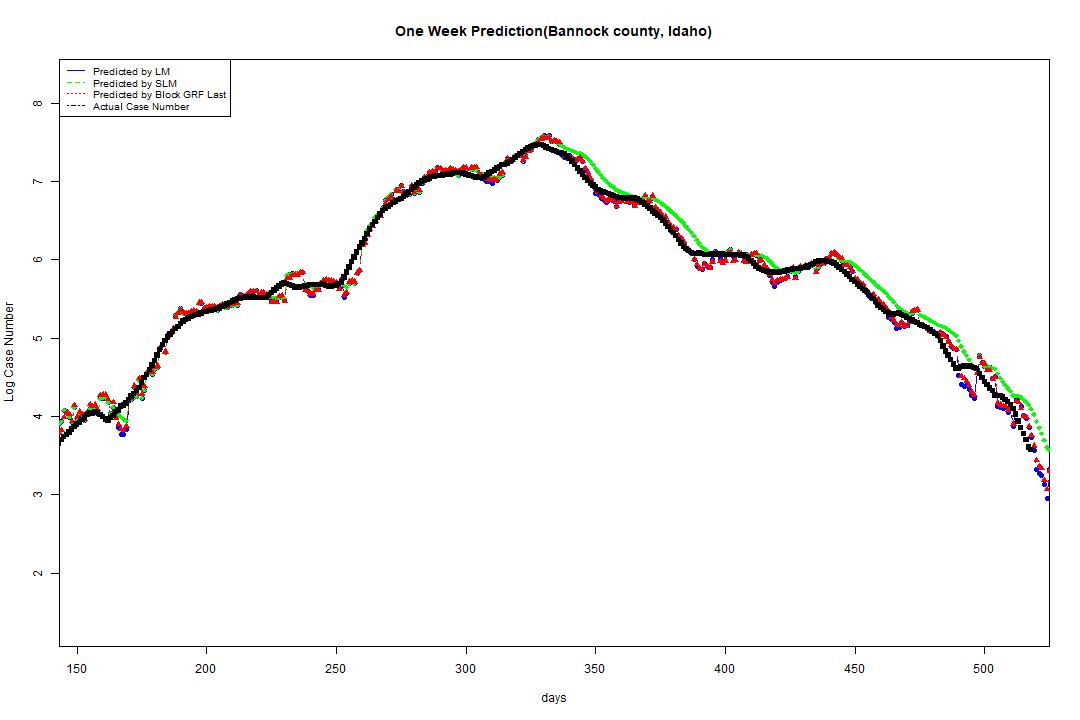 One Week Prediction(Bannock county, Idaho)
Predicted by LM
Predicted by SLM
Predicted by Block GRF Last
Actual Case Number
8
7
6
5
4
3
2
Log Case Number
150 200 250 300 350 400 450 500
days